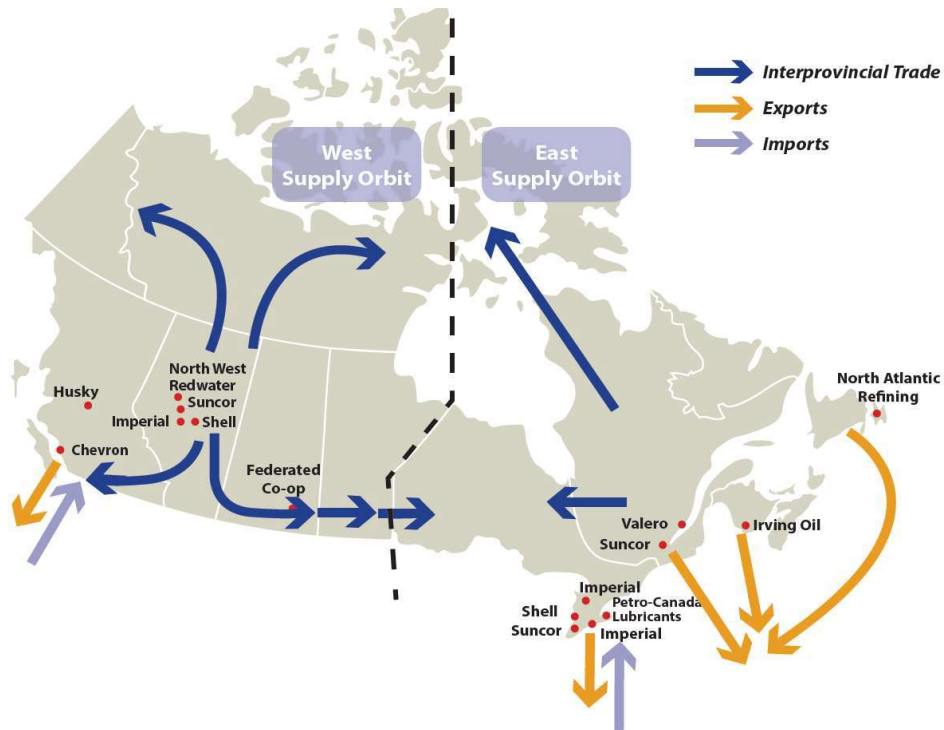 Interprovincial Trade
Exports
Imports
West
Supply Orbit
East
Supply Orbit
North West
Redwater
Suncor
Imperial
Shell
Husky
Chevron
Federated
Co-op
North Atlantic
Refining
Valero
Suncor
Irving Oil
Imperial
Petro-Canada
Lubricants
Shell
Suncor
Imperial